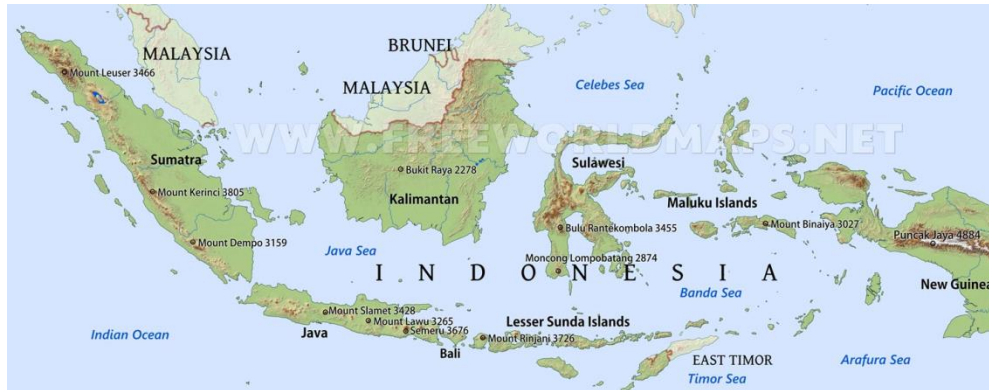 MALAYSIA
BRUNEI
MALAYSIA
Mount Leuser 3466
Celebes Sea
Pacific Ocean
WWW.FREEWORLDMAPS.NET
Sumatra
Sulawesi
Bukit Raya 2278
Mount Kerinci 3805
Kalimantan
Maluku Islands
Mount Binaiya 3027
Bulu Rantekombola 3455
Puncak Jaya 4884
Mount Dempo 3159
Java Sea
Moncong Lompobatang 2874
INDONESIA
New Guinea
Banda Sea
Mount Slamet 3428
Mount Lawu 3265
Semeru 3676
Lesser Sunda Islands
Indian Ocean
Java
Bali
Mount Rinjani 3726
EAST TIMOR
Arafura Sea
Timor Sea